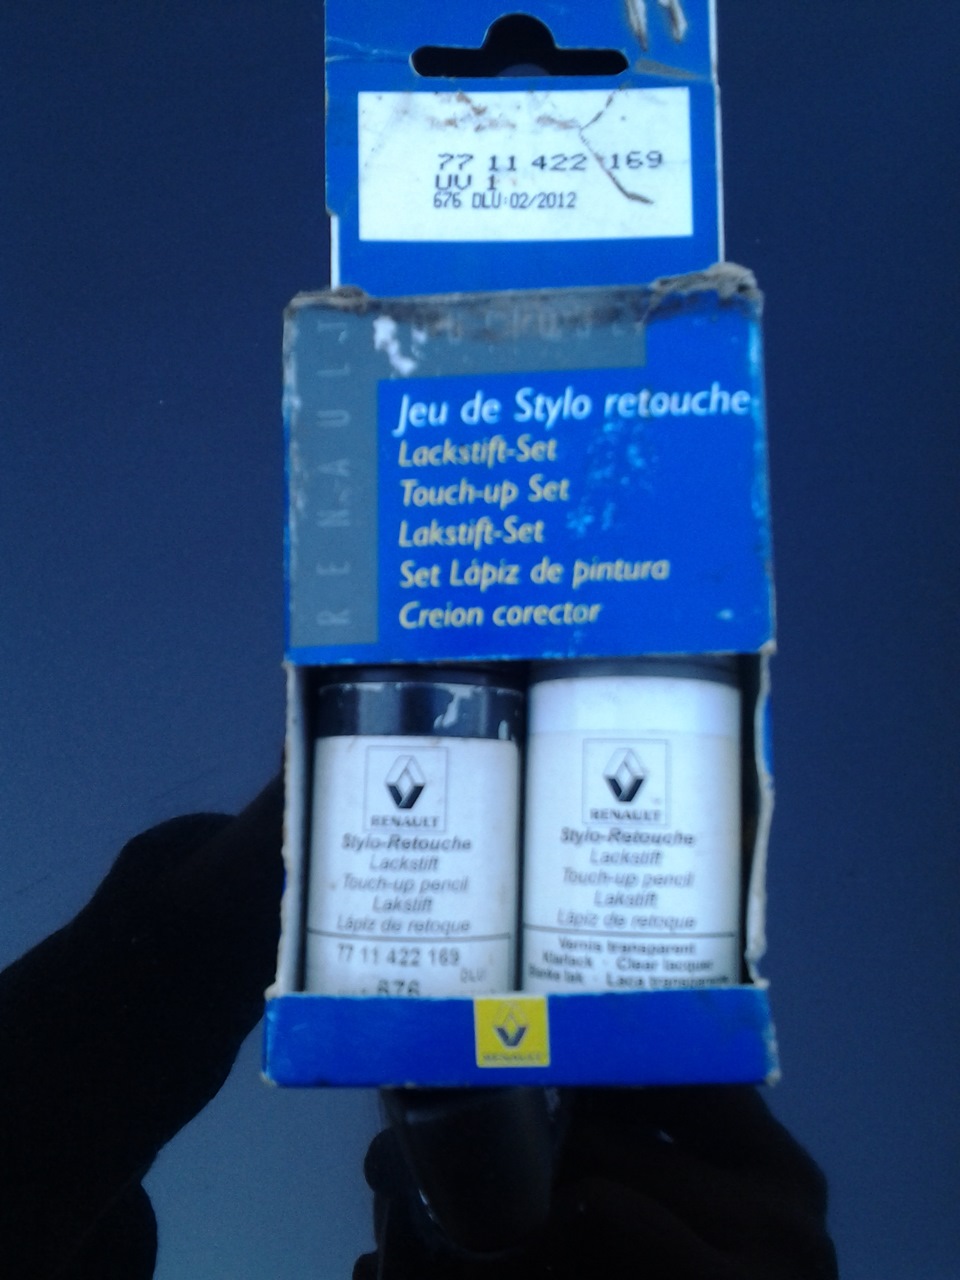 77 11 422 169
UV 1
676 DLU:02/2012
RENAULT
Jeu de Stylo retouche
Lackstift-Set
Touch-up Set
Lakstift-Set
Set Lápiz de pintura
Creion corector
RENAULT
Stylo-Retouche
Lackstift
Touch-up pencil
Lakstift
Lápiz de retoque
77 11 422 169
DLU
676
RENAULT
Stylo-Retouche
Lackstift
Touch-up pencil
Lakstift
Lápiz de retoque
Vernis transparent
Klarlack · Clear lacquer
Blanke lak · Laca transparente
RENAULT